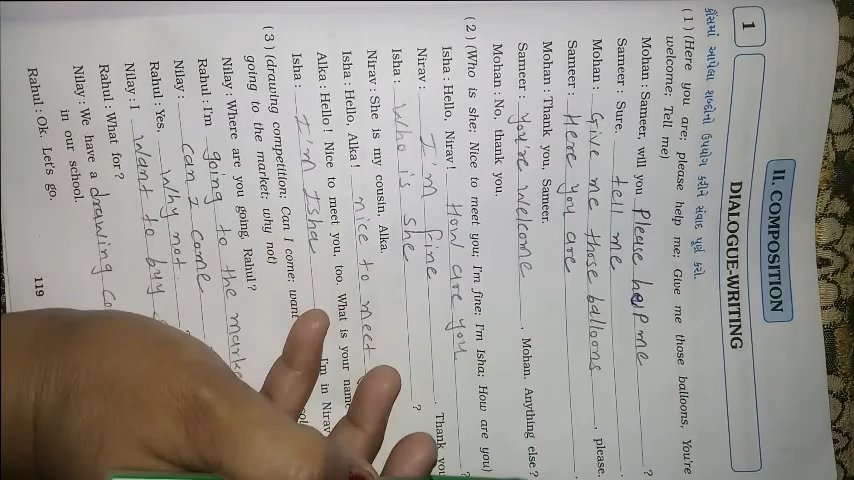 II. COMPOSITION
1
DIALOGUE-WRITING
કૌંસમાં આપેલા શબ્દોનો ઉપયોગ કરીને સંવાદ પૂર્ણ કરો.
( 1 ) (Here you are; please help me; Give me those balloons, You're
welcome; Tell me)
Mohan : Sameer, will you please help me ?
Sameer : Sure. tell me.
Mohan : Give me those balloons, please.
Sameer : Here you are.
Mohan : Thank you, Sameer.
Sameer : you're welcome, Mohan. Anything else ?
Mohan : No, thank you.
( 2 ) (Who is she; Nice to meet you; I'm fine; I'm Isha; How are you)
Isha : Hello, Nirav ! How are you ?
Nirav : I'm fine. Thank you
Isha : Who is she ?
Nirav : She is my cousin, Alka.
Isha : Hello, Alka ! nice to meet
Alka : Hello ! Nice to meet you, too. What is your name
Isha : I'm Isha I'm in Nirav
( 3 ) (drawing competition; Can I come; want
going to the market; why not)
Nilay : Where are you going, Rahul ?
Rahul : I'm going to the marke
Nilay : can I come
Rahul : Yes, why not.
Nilay : I want to buy
Rahul : What for ?
Nilay : We have a drawing co
in our school.
Rahul : Ok. Let's go.
119